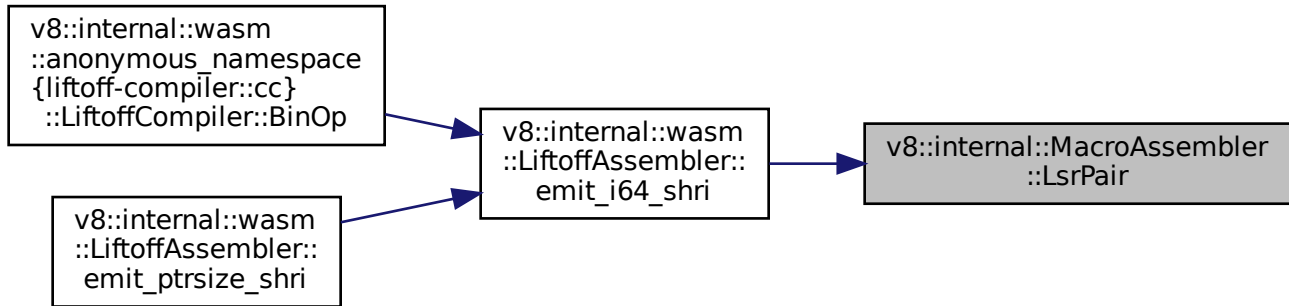 v8::internal::wasm
::anonymous_namespace
{liftoff-compiler::cc}
::LiftoffCompiler::BinOp
v8::internal::wasm
::LiftoffAssembler::
emit_ptrsize_shri
v8::internal::wasm
::LiftoffAssembler::
emit_i64_shri
v8::internal::MacroAssembler
::LsrPair